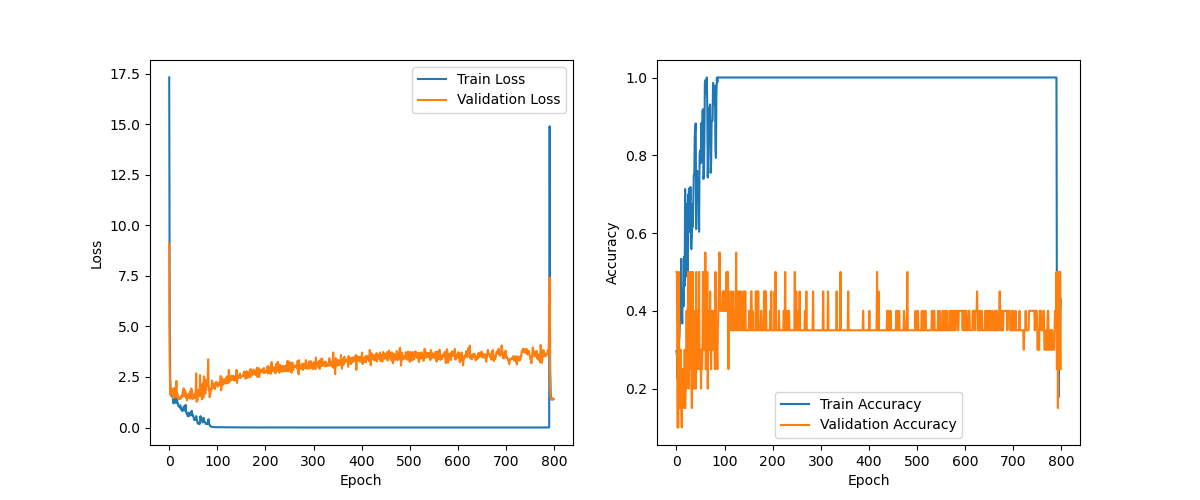 17.5
15.0
12.5
10.0
7.5
5.0
2.5
0.0
Loss
Train Loss
Validation Loss
0 100 200 300 400 500 600 700 800
Epoch
1.0
0.8
0.6
0.4
0.2
Accuracy
Train Accuracy
Validation Accuracy
0 100 200 300 400 500 600 700 800
Epoch